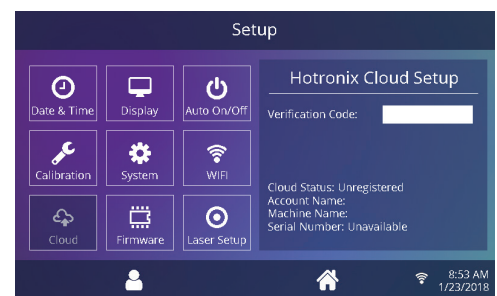 Setup
Date & Time
Display
Auto On/Off
Calibration
System
WIFI
Cloud
Firmware
Laser Setup
Hotronix Cloud Setup
Verification Code:
Cloud Status: Unregistered
Account Name:
Machine Name:
Serial Number: Unavailable
8:53 AM
1/23/2018